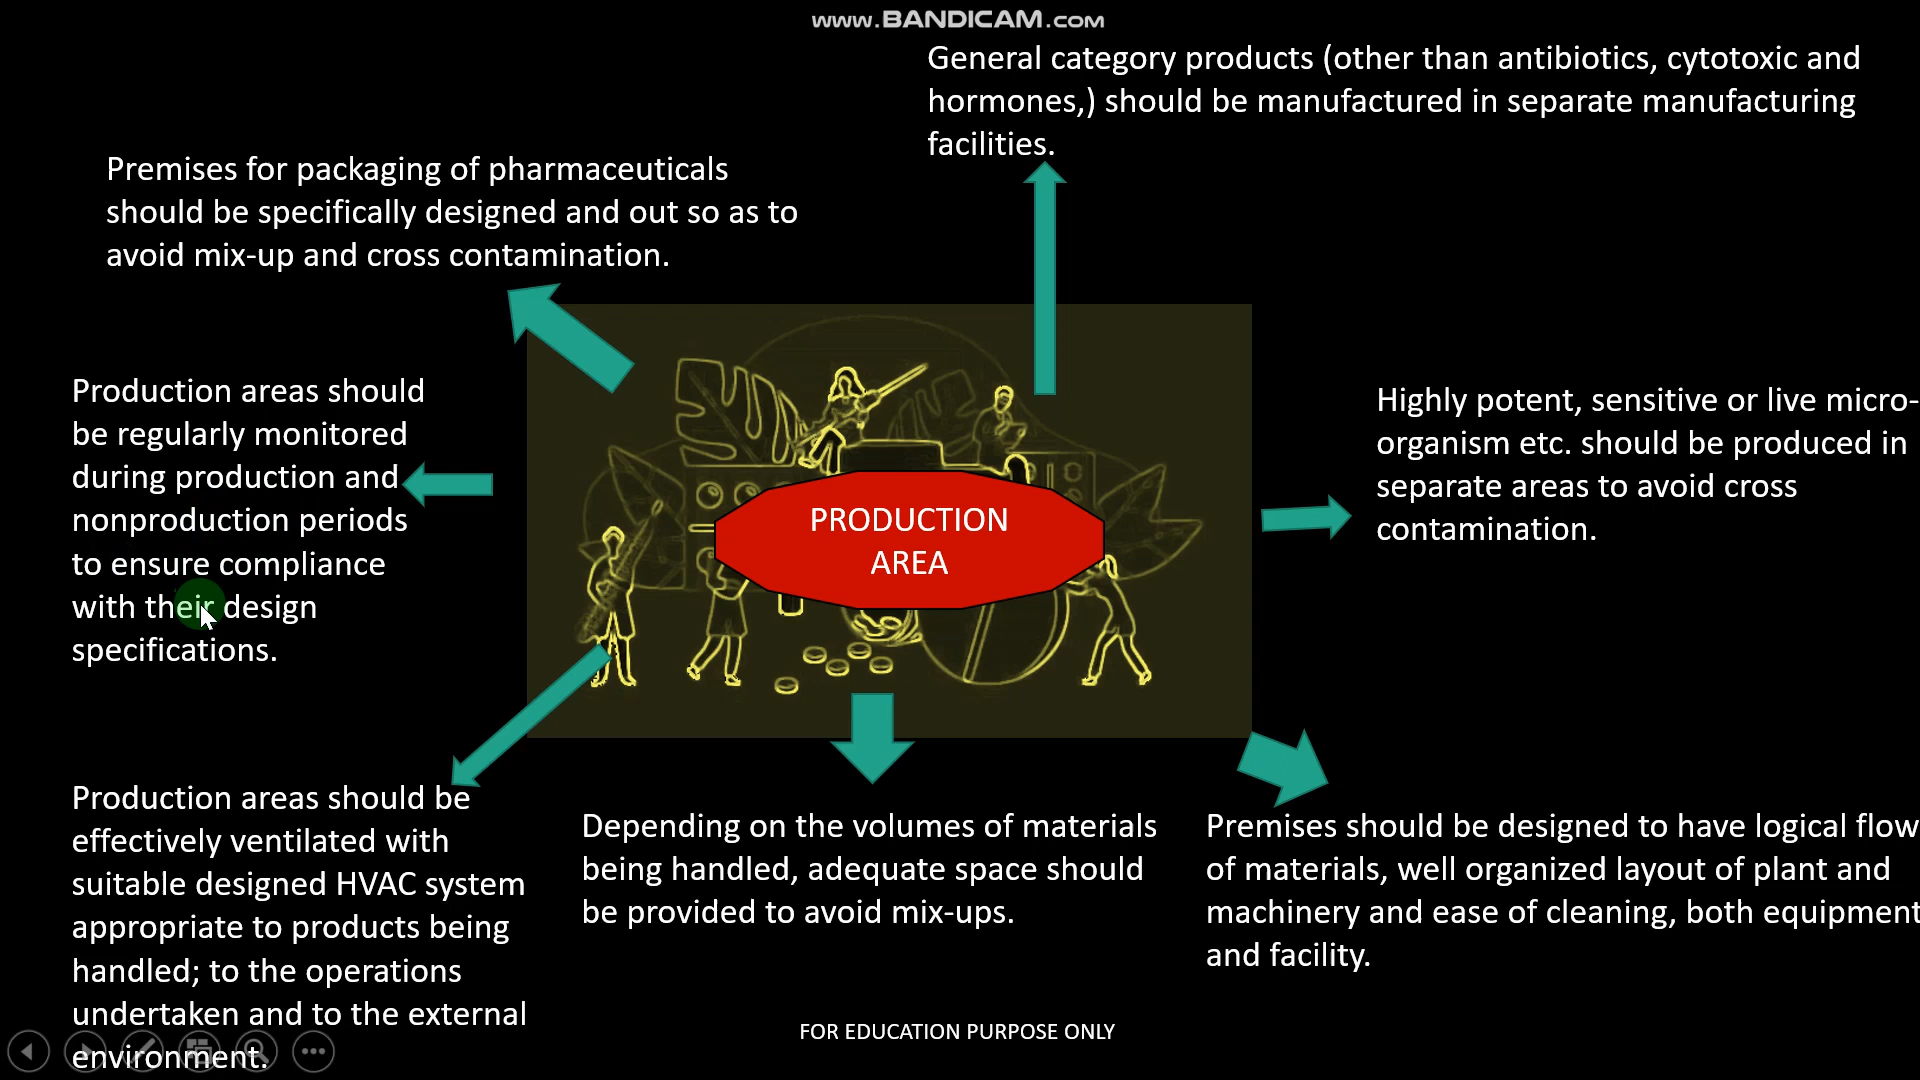 www.BANDICAM.com
General category products (other than antibiotics, cytotoxic and
hormones,) should be manufactured in separate manufacturing
facilities.
Premises for packaging of pharmaceuticals
should be specifically designed and out so as to
avoid mix-up and cross contamination.
Production areas should
be regularly monitored
during production and
nonproduction periods
to ensure compliance
with their design
specifications.
PRODUCTION
AREA
Highly potent, sensitive or live micro-
organism etc. should be produced in
separate areas to avoid cross
contamination.
Production areas should be
effectively ventilated with
suitable designed HVAC system
appropriate to products being
handled; to the operations
undertaken and to the external
environment.
Depending on the volumes of materials
being handled, adequate space should
be provided to avoid mix-ups.
Premises should be designed to have logical flow
of materials, well organized layout of plant and
machinery and ease of cleaning, both equipment
and facility.
FOR EDUCATION PURPOSE ONLY